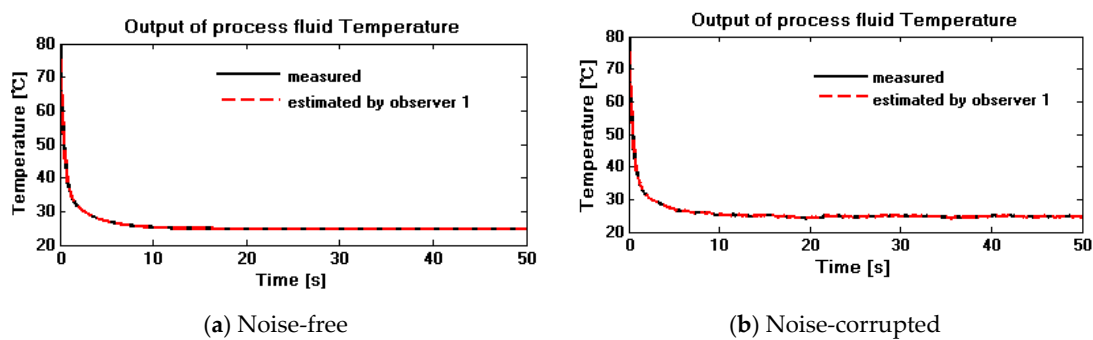 Output of process fluid Temperature
Temperature [℃]
80
70
60
50
40
30
20
measured
estimated by observer 1
0
10
20
30
40
50
Time [s]
(a) Noise-free
Output of process fluid Temperature
Temperature [℃]
80
70
60
50
40
30
20
measured
estimated by observer 1
0
10
20
30
40
50
Time [s]
(b) Noise-corrupted